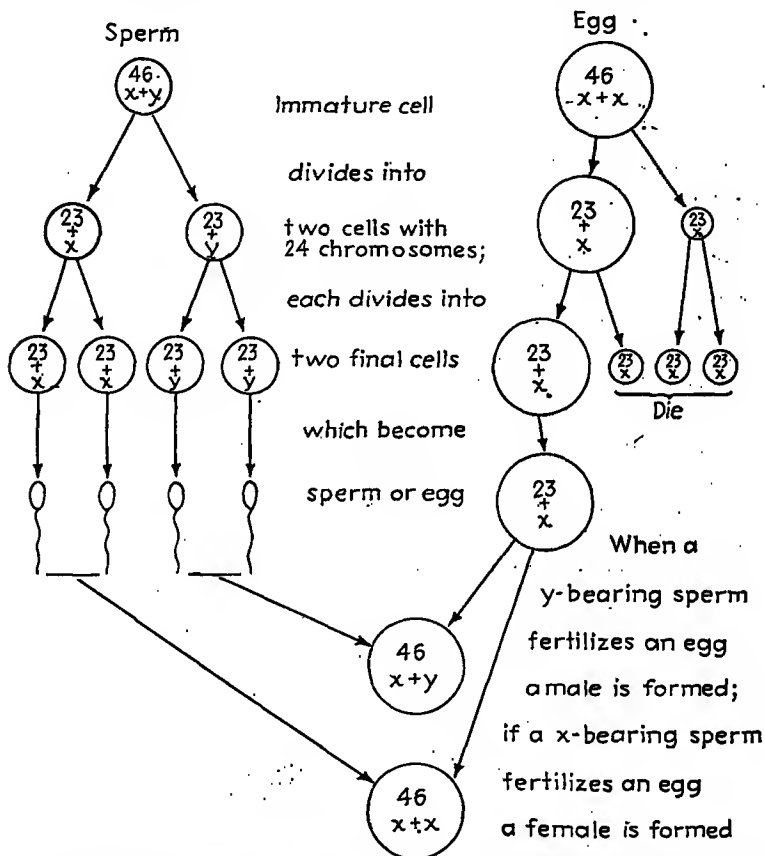 Sperm
Egg
46
x+y
46
x+x
Immature cell
divides into
23
+
x
23
+
y
two cells with
24 chromosomes;
23
+
x
23
x
each divides into
23
+
x
23
+
x
23
+
y
23
+
y
two final cells
23
+
x
23
x
23
x
23
x
Die
which become
sperm or egg
23
+
x
When a
y-bearing sperm
fertilizes an egg
a male is formed;
if a x-bearing sperm
fertilizes an egg
a female is formed
46
x+y
46
x+x